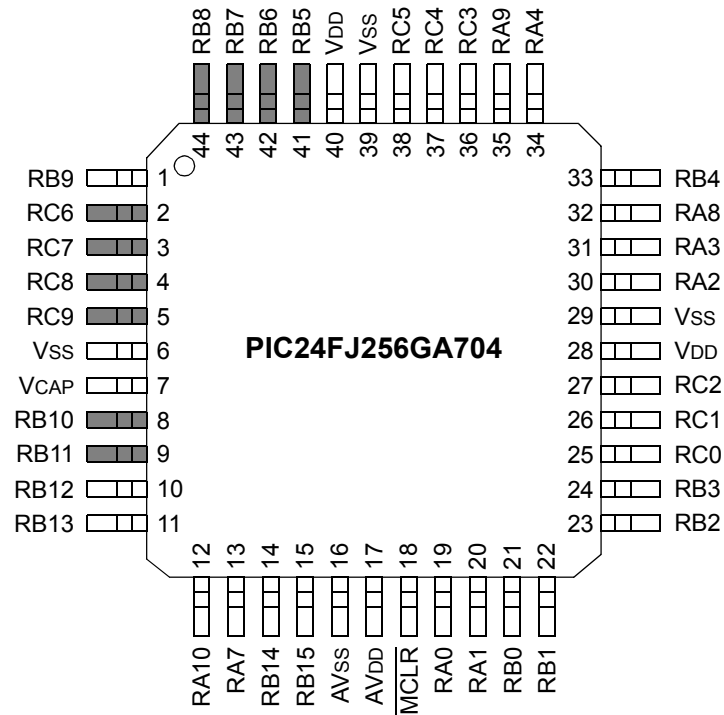 RB8 RB7 RB6 RB5 VDD VSS RC5 RC4 RC3 RA9 RA4
44 43 42 41 40 39 38 37 36 35 34
RB9 1 33 RB4
RC6 2 32 RA8
RC7 3 31 RA3
RC8 4 30 RA2
RC9 5 29 VSS
VSS 6 PIC24FJ256GA704 28 VDD
VCAP 7 27 RC2
RB10 8 26 RC1
RB11 9 25 RC0
RB12 10 24 RB3
RB13 11 23 RB2
12 13 14 15 16 17 18 19 20 21 22
RA10 RA7 RB14 RB15 AVSS AVDD MCLR RA0 RA1 RB0 RB1